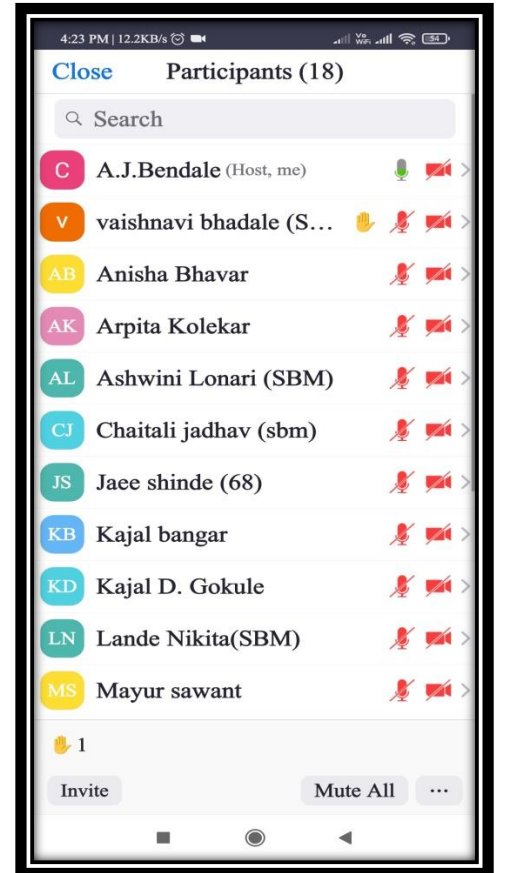 4:23 PM | 12.2KB/s Vo WiFi 54
Close Participants (18)
Search
C A.J.Bendale (Host, me)
V vaishnavi bhadale (S...
AB Anisha Bhavar
AK Arpita Kolekar
AL Ashwini Lonari (SBM)
CJ Chaitali jadhav (sbm)
JS Jaee shinde (68)
KB Kajal bangar
KD Kajal D. Gokule
LN Lande Nikita(SBM)
MS Mayur sawant
1
Invite Mute All ...